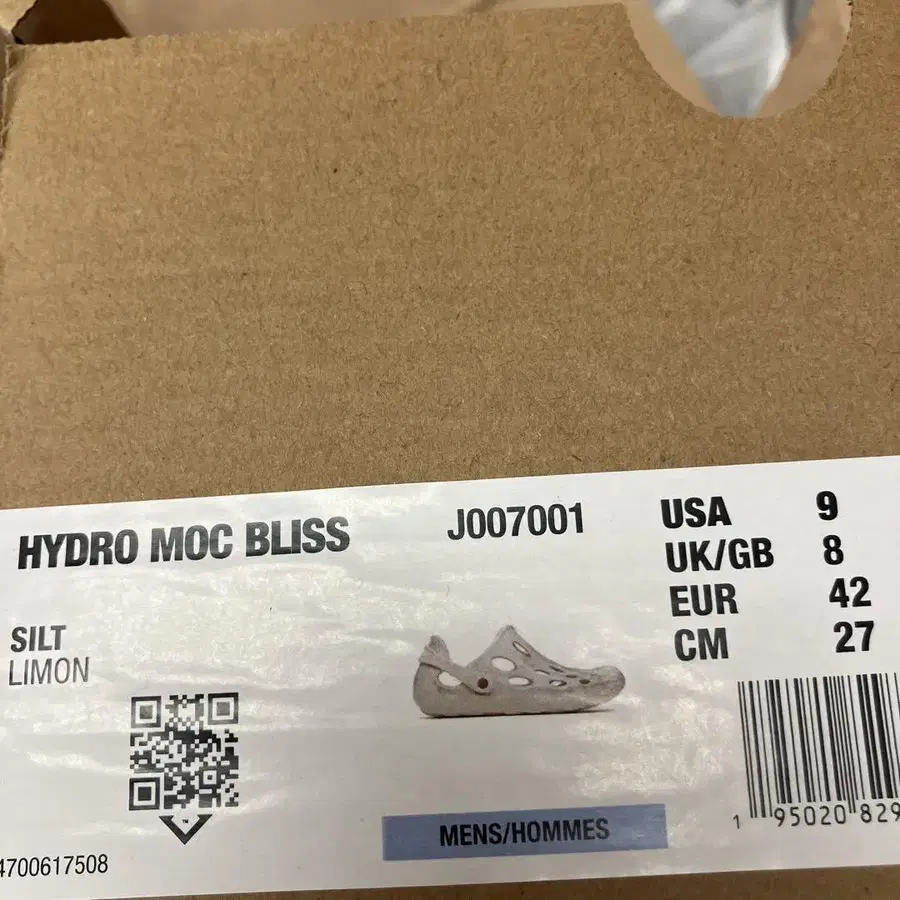 HYDRO MOC BLISS
J007001
USA 9
UK/GB 8
EUR 42
CM 27
SILT
LIMON
MENS/HOMMES
1 95020 829
4700617508